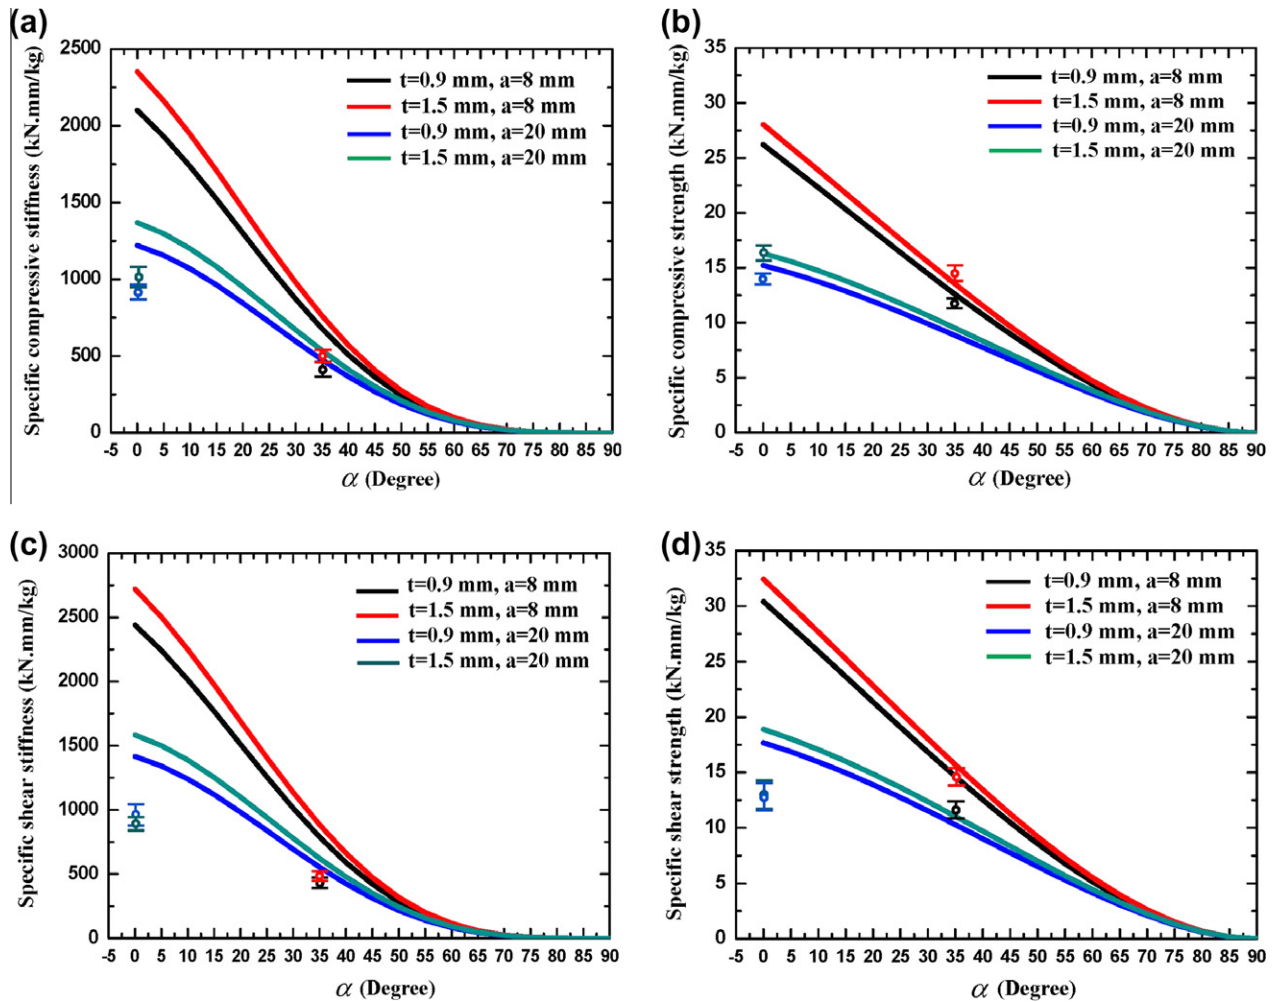 (a)
Specific compressive stiffness (kN.mm/kg)
2500
2000
1500
1000
500
0
t=0.9 mm, a=8 mm
t=1.5 mm, a=8 mm
t=0.9 mm, a=20 mm
t=1.5 mm, a=20 mm
-5 0 5 10 15 20 25 30 35 40 45 50 55 60 65 70 75 80 85 90
α (Degree)
(b)
Specific compressive strength (kN.mm/kg)
35
30
25
20
15
10
5
0
t=0.9 mm, a=8 mm
t=1.5 mm, a=8 mm
t=0.9 mm, a=20 mm
t=1.5 mm, a=20 mm
-5 0 5 10 15 20 25 30 35 40 45 50 55 60 65 70 75 80 85 90
α (Degree)
(c)
Specific shear stiffness (kN.mm/kg)
3000
2500
2000
1500
1000
500
0
t=0.9 mm, a=8 mm
t=1.5 mm, a=8 mm
t=0.9 mm, a=20 mm
t=1.5 mm, a=20 mm
-5 0 5 10 15 20 25 30 35 40 45 50 55 60 65 70 75 80 85 90
α (Degree)
(d)
Specific shear strength (kN.mm/kg)
35
30
25
20
15
10
5
0
t=0.9 mm, a=8 mm
t=1.5 mm, a=8 mm
t=0.9 mm, a=20 mm
t=1.5 mm, a=20 mm
-5 0 5 10 15 20 25 30 35 40 45 50 55 60 65 70 75 80 85 90
α (Degree)